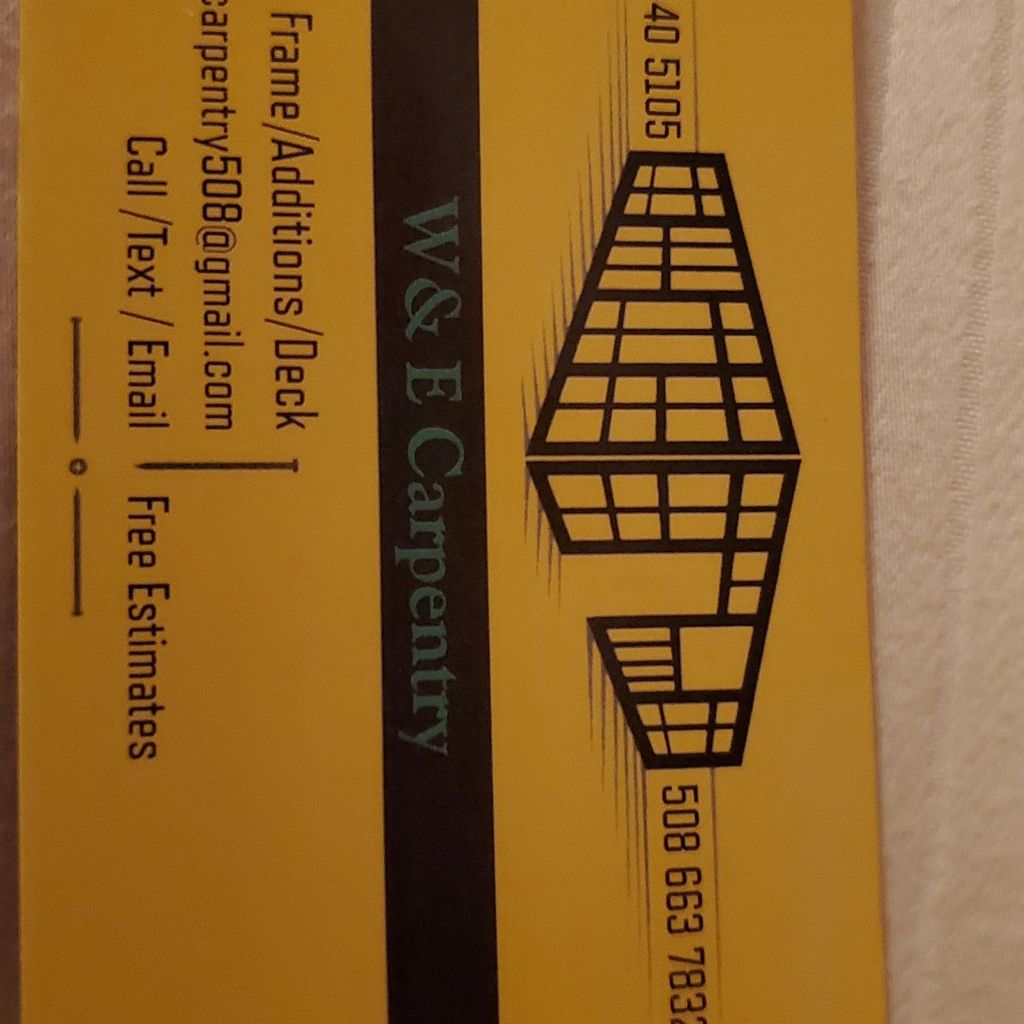 40 5105
508 663 783
W & E Carpentry
Frame/Additions/Deck
carpentry508@gmail.com
Call /Text / Email
Free Estimates